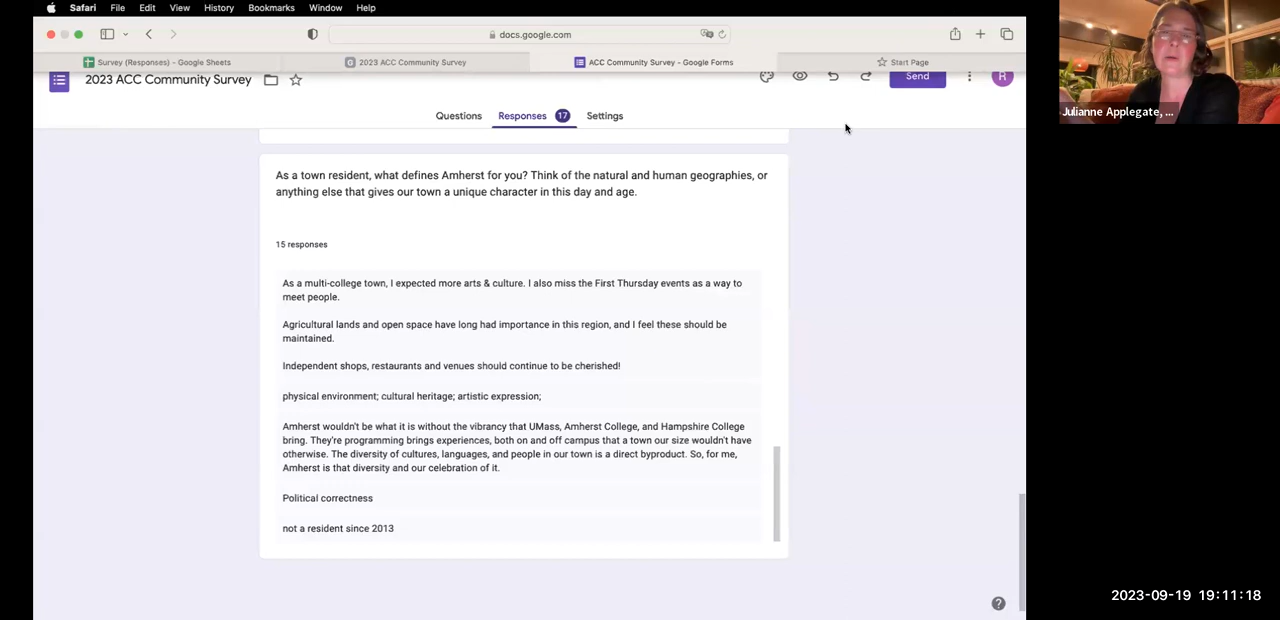 Safari File Edit View History Bookmarks Window Help
docs.google.com
Survey (Responses) - Google Sheets
2023 ACC Community Survey
ACC Community Survey - Google Forms
Start Page
2023 ACC Community Survey
Send
R
Questions
Responses 17
Settings
As a town resident, what defines Amherst for you? Think of the natural and human geographies, or
anything else that gives our town a unique character in this day and age.
15 responses
As a multi-college town, I expected more arts & culture. I also miss the First Thursday events as a way to
meet people.
Agricultural lands and open space have long had importance in this region, and I feel these should be
maintained.
Independent shops, restaurants and venues should continue to be cherished!
physical environment; cultural heritage; artistic expression;
Amherst wouldn't be what it is without the vibrancy that UMass, Amherst College, and Hampshire College
bring. They're programming brings experiences, both on and off campus that a town our size wouldn't have
otherwise. The diversity of cultures, languages, and people in our town is a direct byproduct. So, for me,
Amherst is that diversity and our celebration of it.
Political correctness
not a resident since 2013
Julianne Applegate, ...
2023-09-19 19:11:18